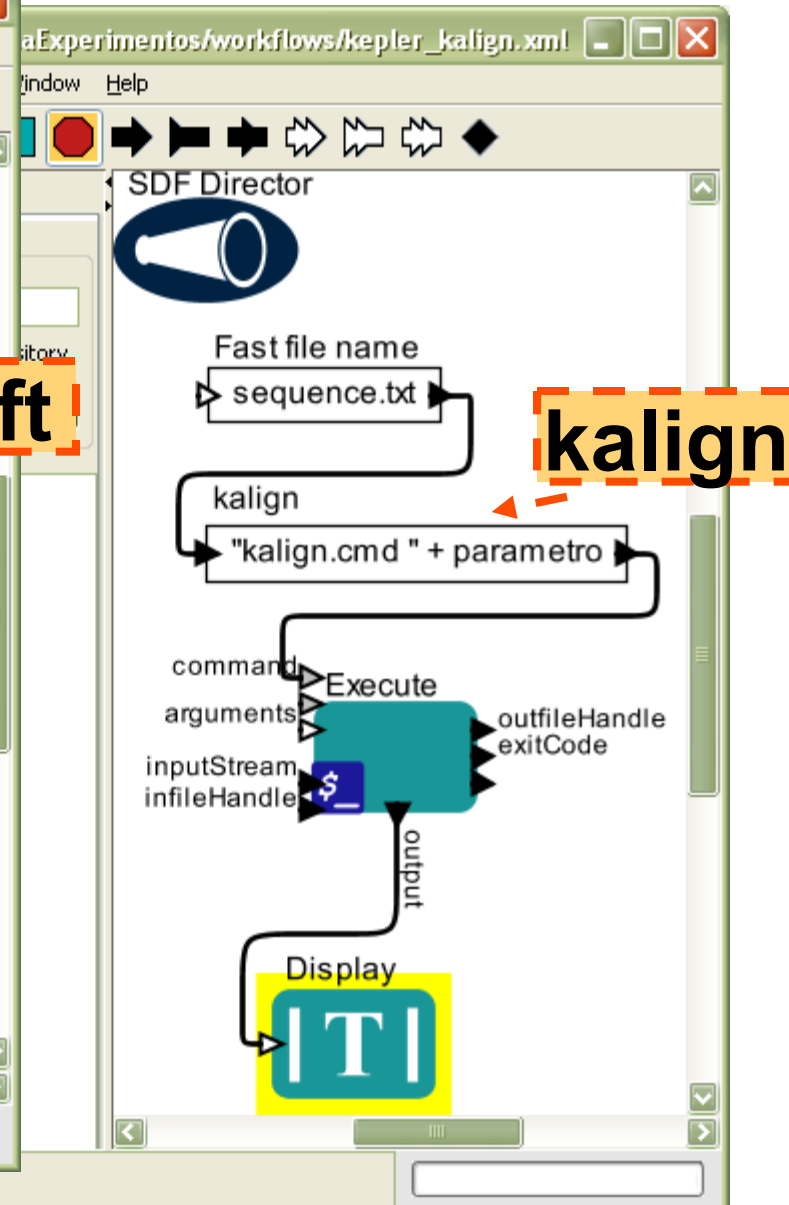 aExperimentos/workflows/kepler_kalign.xml
indow Help
SDF Director
Fast file name
sequence.txt
sitory
ft
kalign
kalign
"kalign.cmd " + parametro
command
Execute
arguments
outfileHandle
exitCode
inputStream
infileHandle
$_
output
Display
T